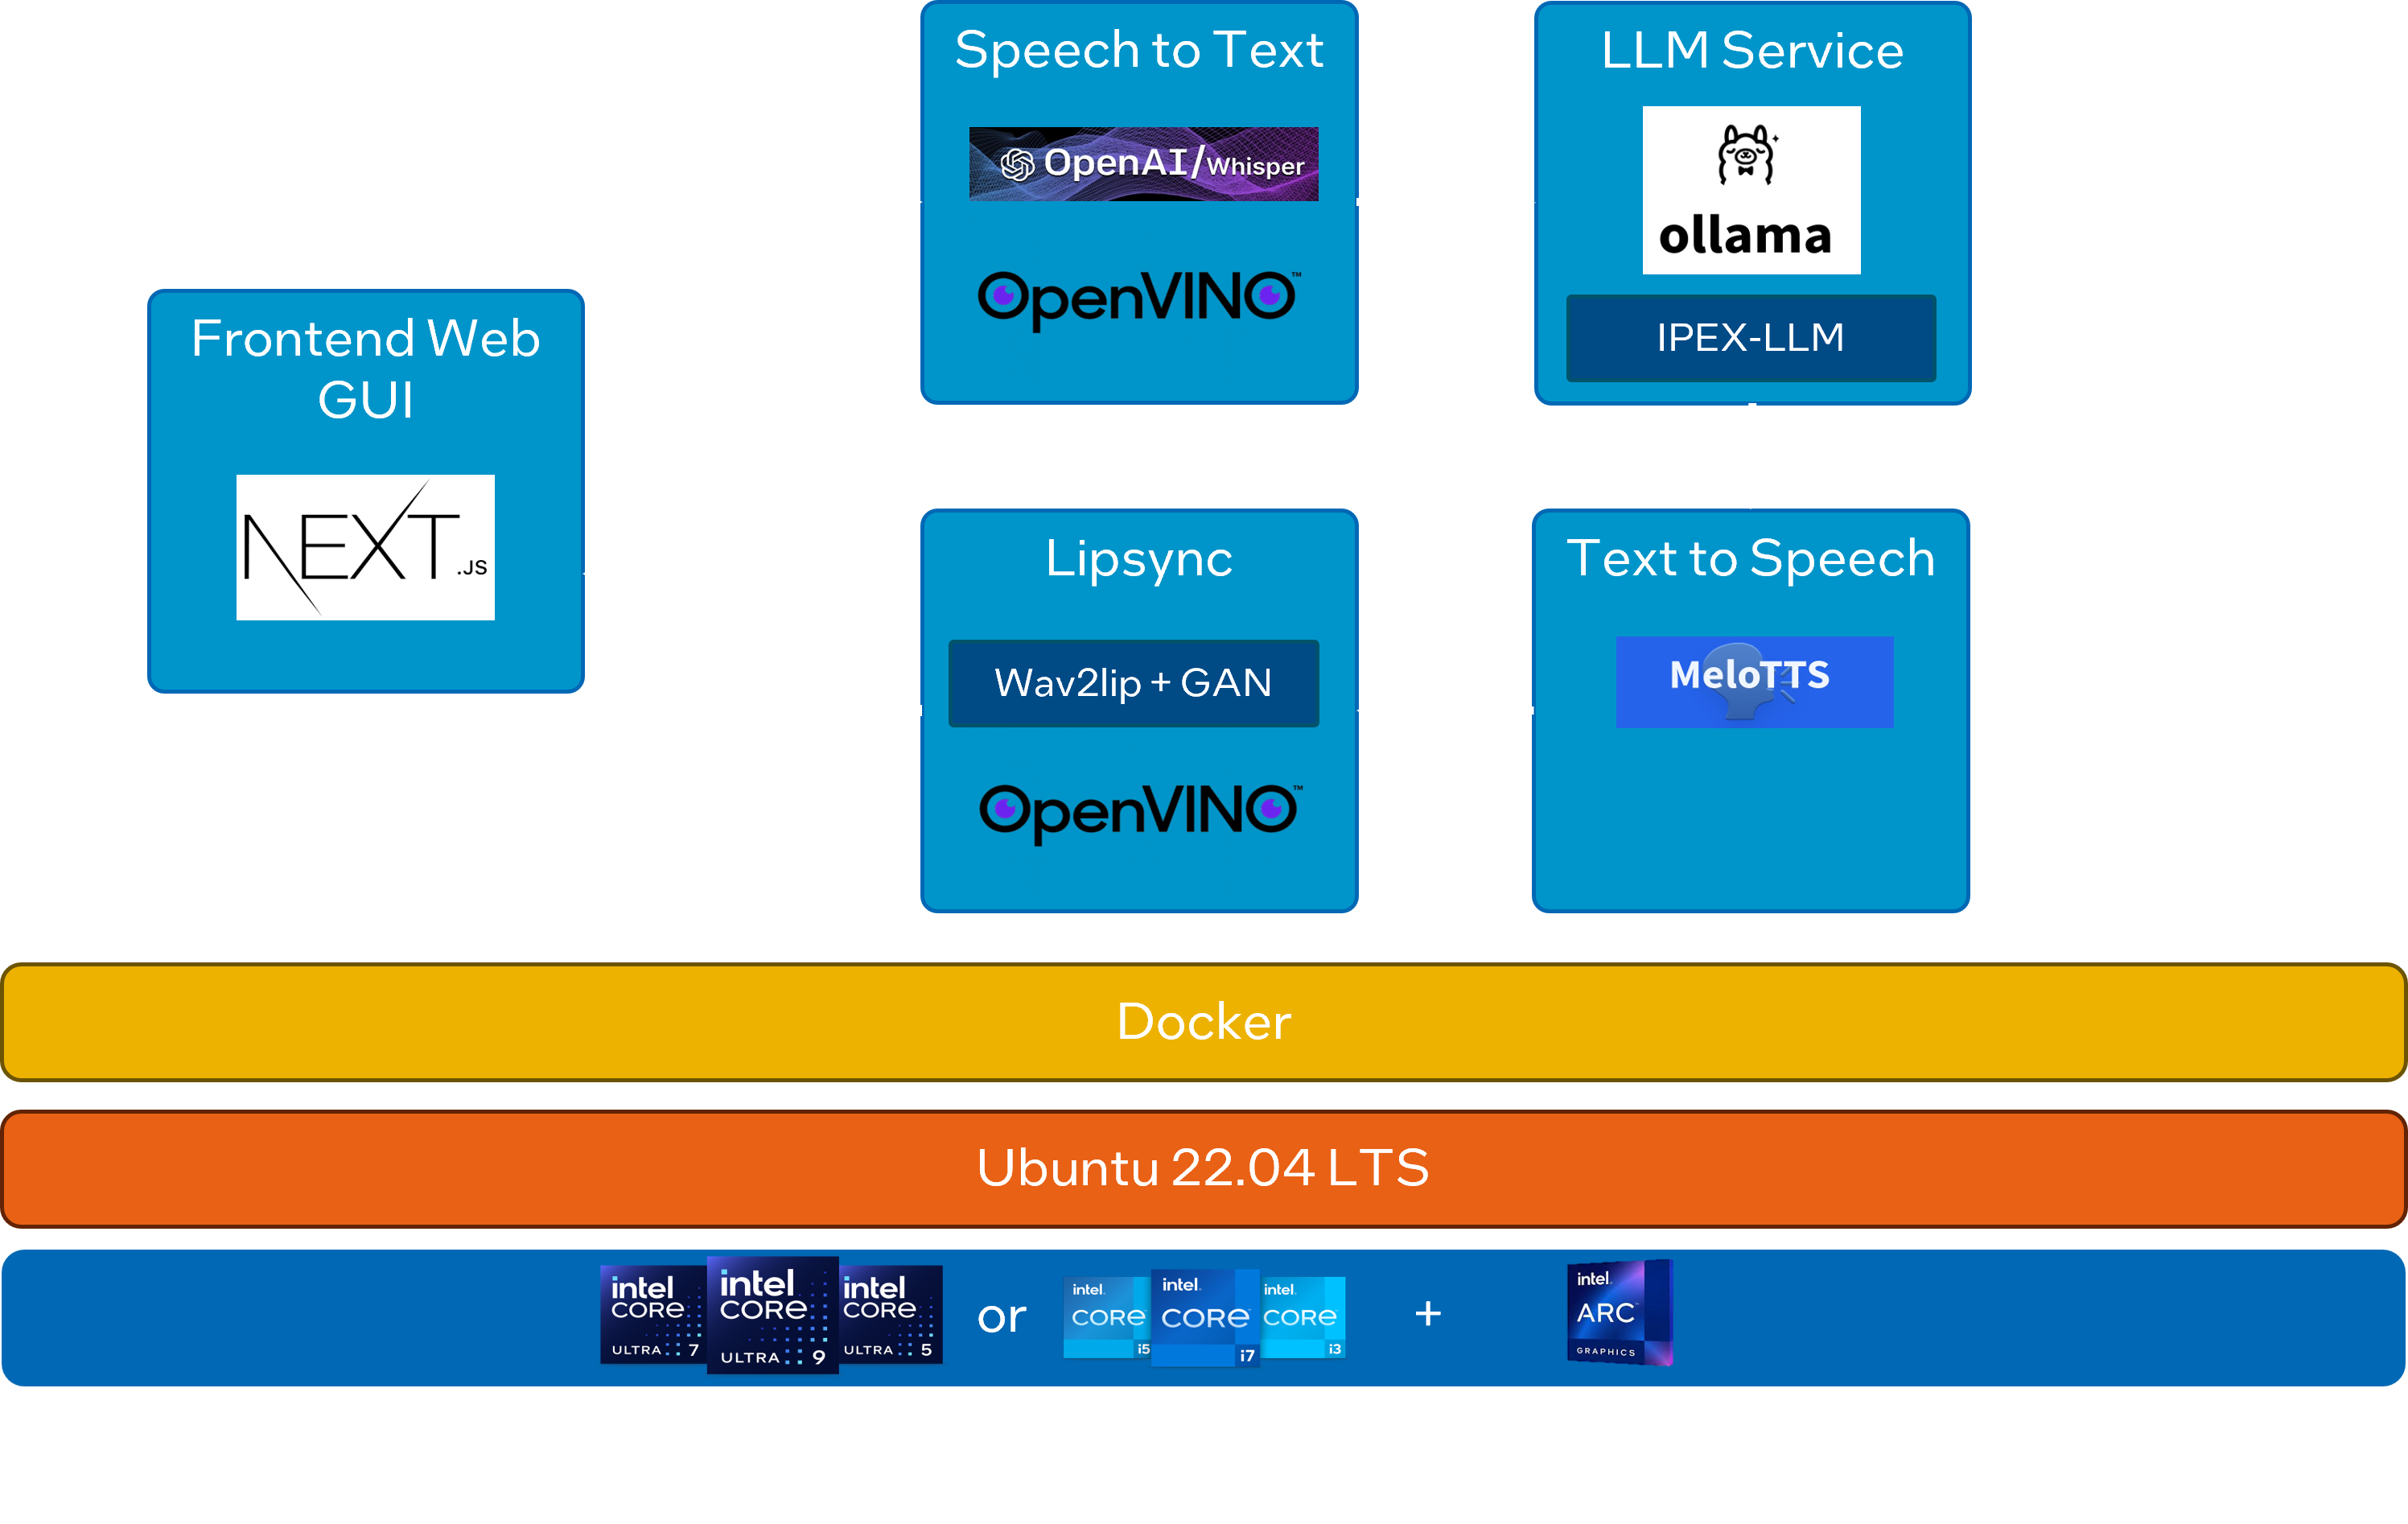 Speech to Text
OpenAI/Whisper
OpenVINO™
LLM Service
ollama
IPEX-LLM
Frontend Web
GUI
NEXT.JS
Lipsync
Wav2lip + GAN
OpenVINO™
Text to Speech
MeloTTS
Docker
Ubuntu 22.04 LTS
intel CORE ULTRA 7
intel CORE ULTRA 9
intel CORE ULTRA 5
or
intel. CORE i5
intel. CORE i7
intel. CORE i3
+
intel. ARC GRAPHICS